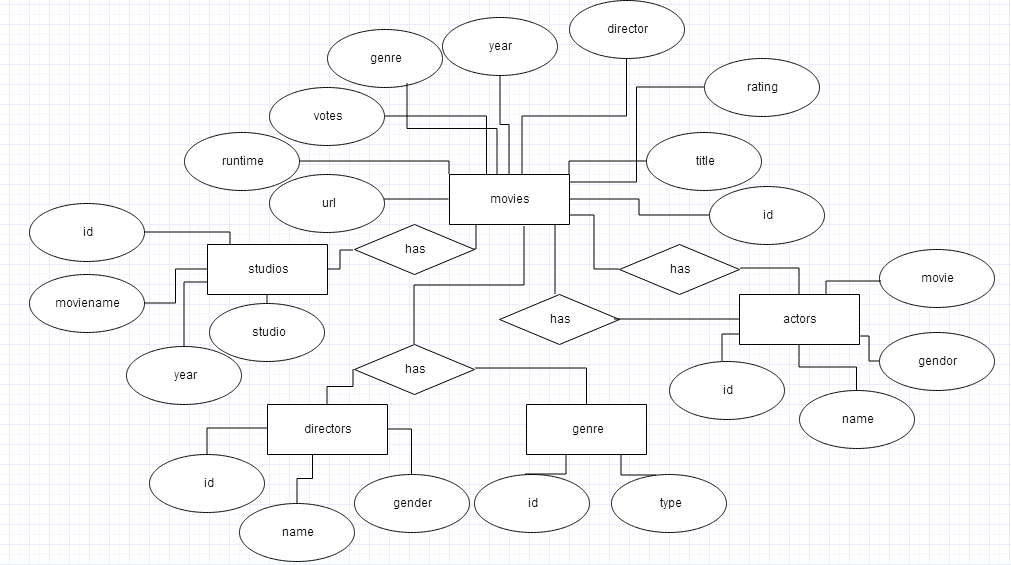 director
year
genre
rating
votes
runtime
title
movies
url
id
id
has
studios
has
movie
moviename
has
actors
studio
gendor
has
year
id
name
directors
genre
id
gender
id
type
name